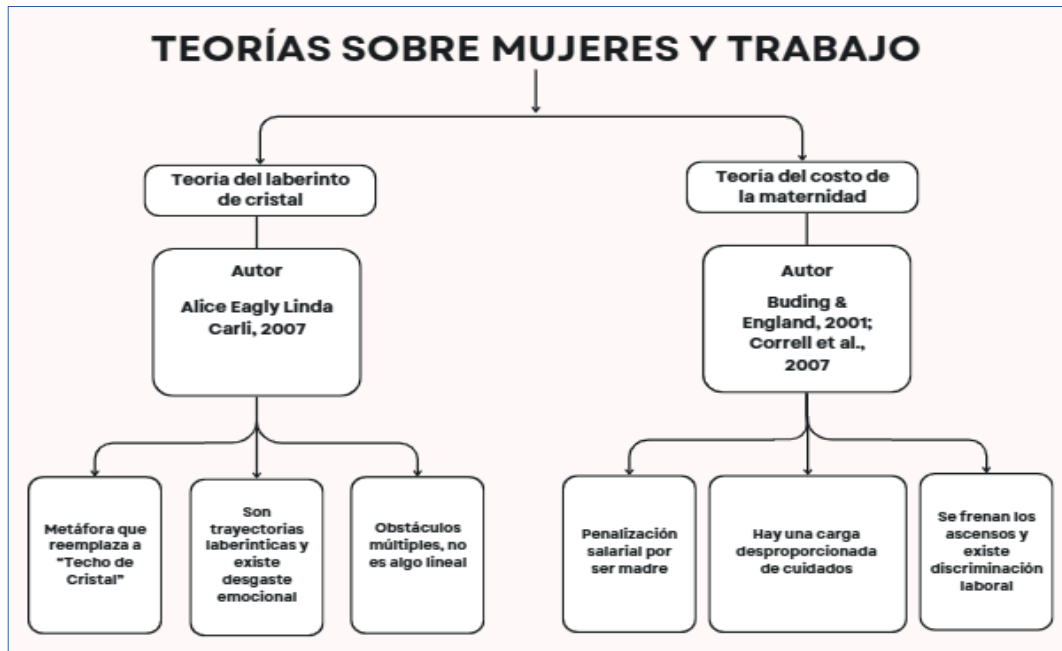 TEORÍAS SOBRE MUJERES Y TRABAJO
Teoría del laberinto
de cristal
Autor
Alice Eagly Linda
Carli, 2007
Metáfora que
reemplaza a
"Techo de
Cristal"
Son
trayectorias
laberinticas y
existe
desgaste
emocional
Obstáculos
múltiples, no
es algo lineal
Teoría del costo de
la maternidad
Autor
Buding &
England, 2001;
Correll et al.,
2007
Penalización
salarial por
ser madre
Hay una carga
desproporcionada
de cuidados
Se frenan los
ascensos y
existe
discriminación
laboral